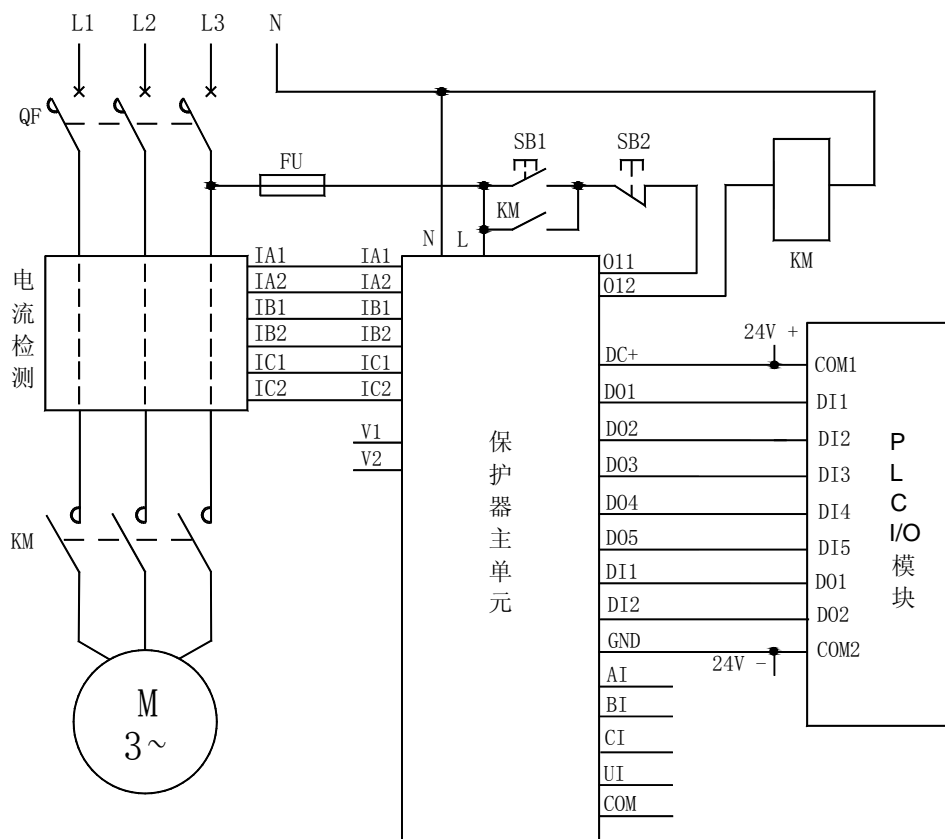 L1 L2 L3 N
QF
FU
SB1
SB2
KM
KM
N L
O11
O12
电流检测
IA1 IA1
IA2 IA2
IB1 IB1
IB2 IB2
IC1 IC1
IC2 IC2
V1
V2
保护器主单元
24V +
DC+ COM1
DO1 DI1
DO2 DI2
DO3 DI3
DO4 DI4
DO5 DI5
DI1 DO1
DI2 DO2
GND COM2
24V -
AI
BI
CI
UI
COM
PLC I/O模块
KM
M
3~